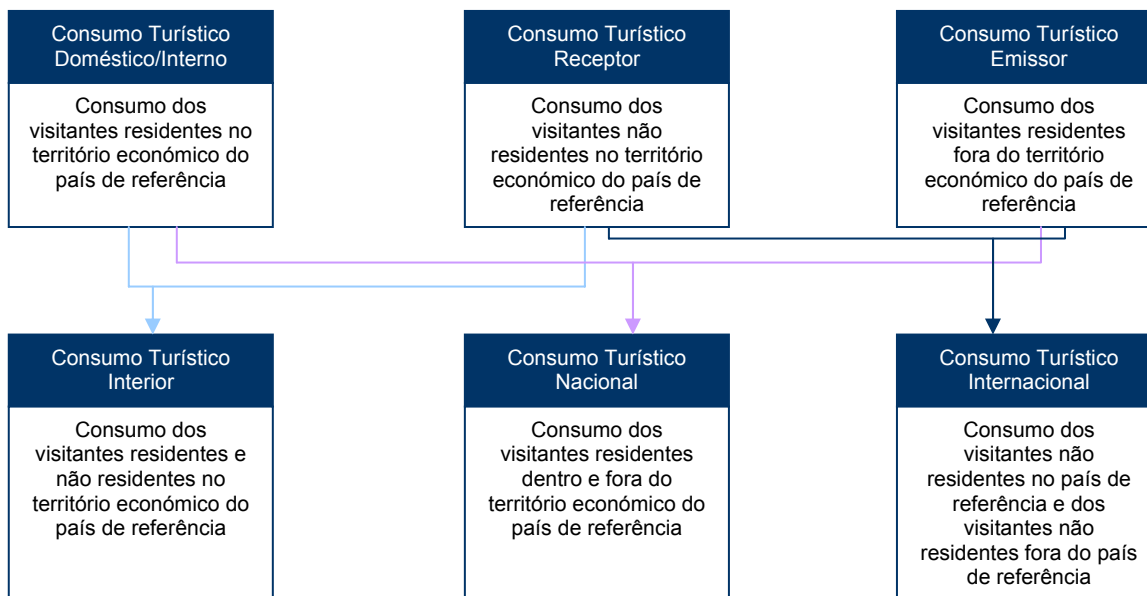 Consumo Turístico
Doméstico/Interno
Consumo dos
visitantes residentes no
território económico do
país de referência
Consumo Turístico
Receptor
Consumo dos
visitantes não
residentes no território
económico do país de
referência
Consumo Turístico
Emissor
Consumo dos
visitantes residentes
fora do território
económico do país de
referência
Consumo Turístico
Interior
Consumo dos
visitantes residentes e
não residentes no
território económico do
país de referência
Consumo Turístico
Nacional
Consumo dos
visitantes residentes
dentro e fora do
território económico do
país de referência
Consumo Turístico
Internacional
Consumo dos
visitantes não
residentes no país de
referência e dos
visitantes não
residentes fora do país
de referência